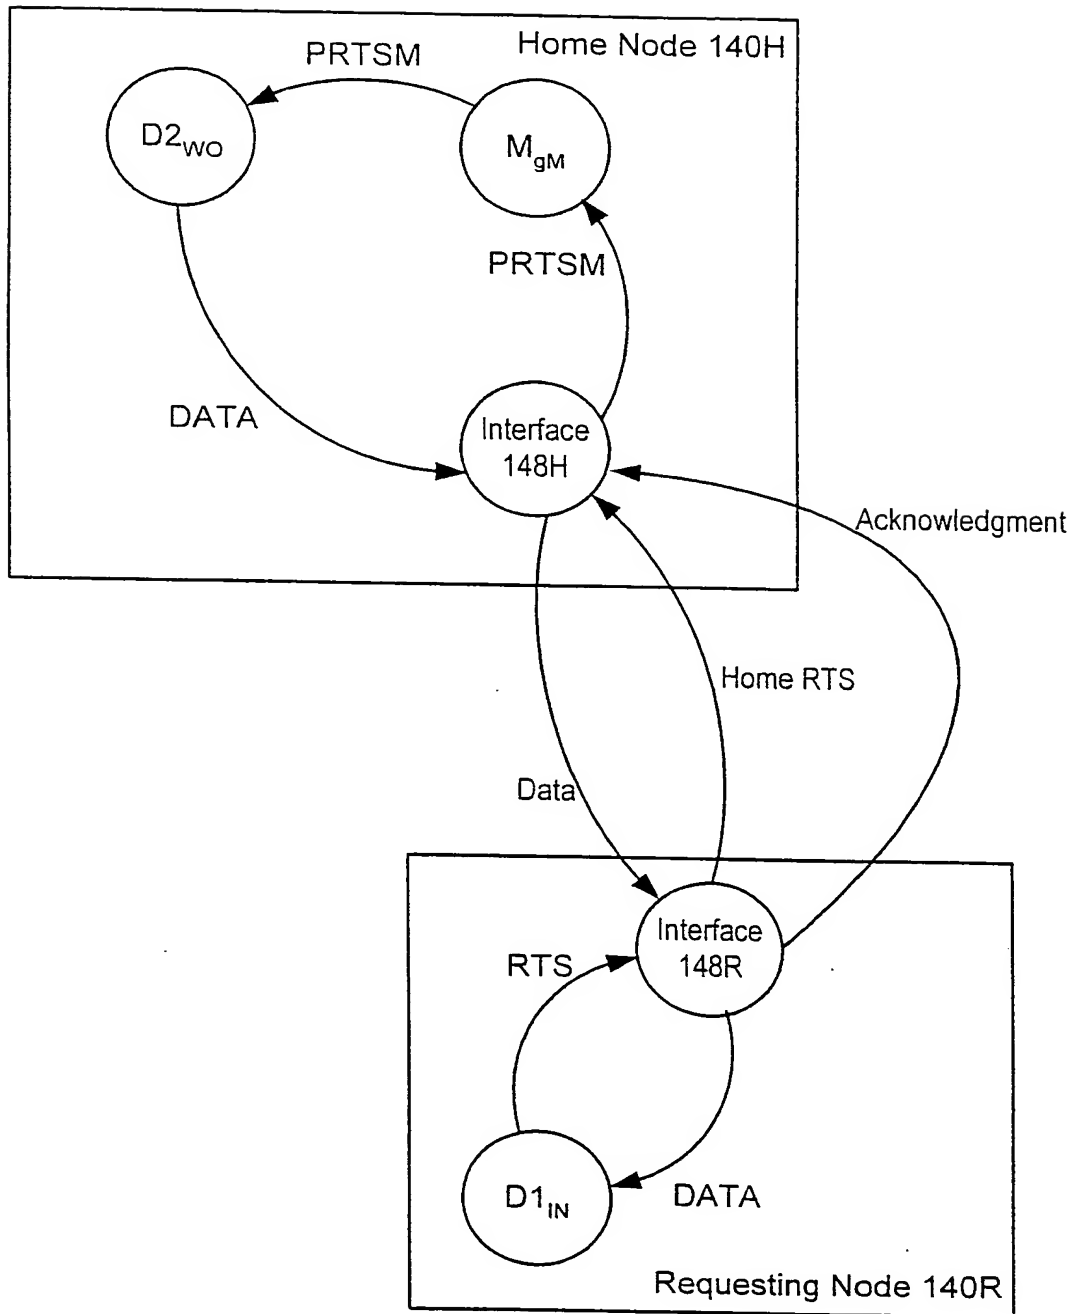 Home Node 140H
PRTSM
D2WO
MgM
PRTSM
DATA
Interface
148H
Acknowledgment
Home RTS
Data
Interface
148R
RTS
D1IN
DATA
Requesting Node 140R